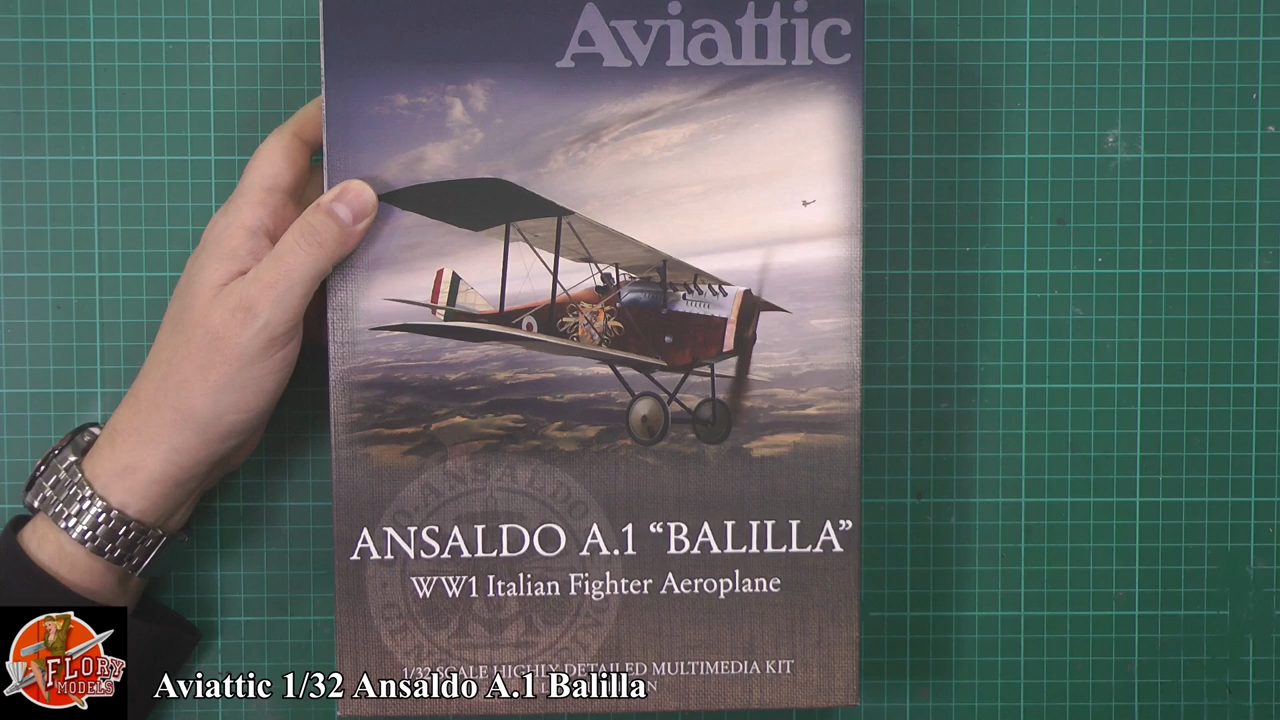 Aviattic
ANSALDO
ANSALDO A.1 “BALILLA”
WW1 Italian Fighter Aeroplane
1/32 SCALE HIGHLY DETAILED MULTIMEDIA KIT
FLORY
MODELS
Aviattic 1/32 Ansaldo A.1 Balilla